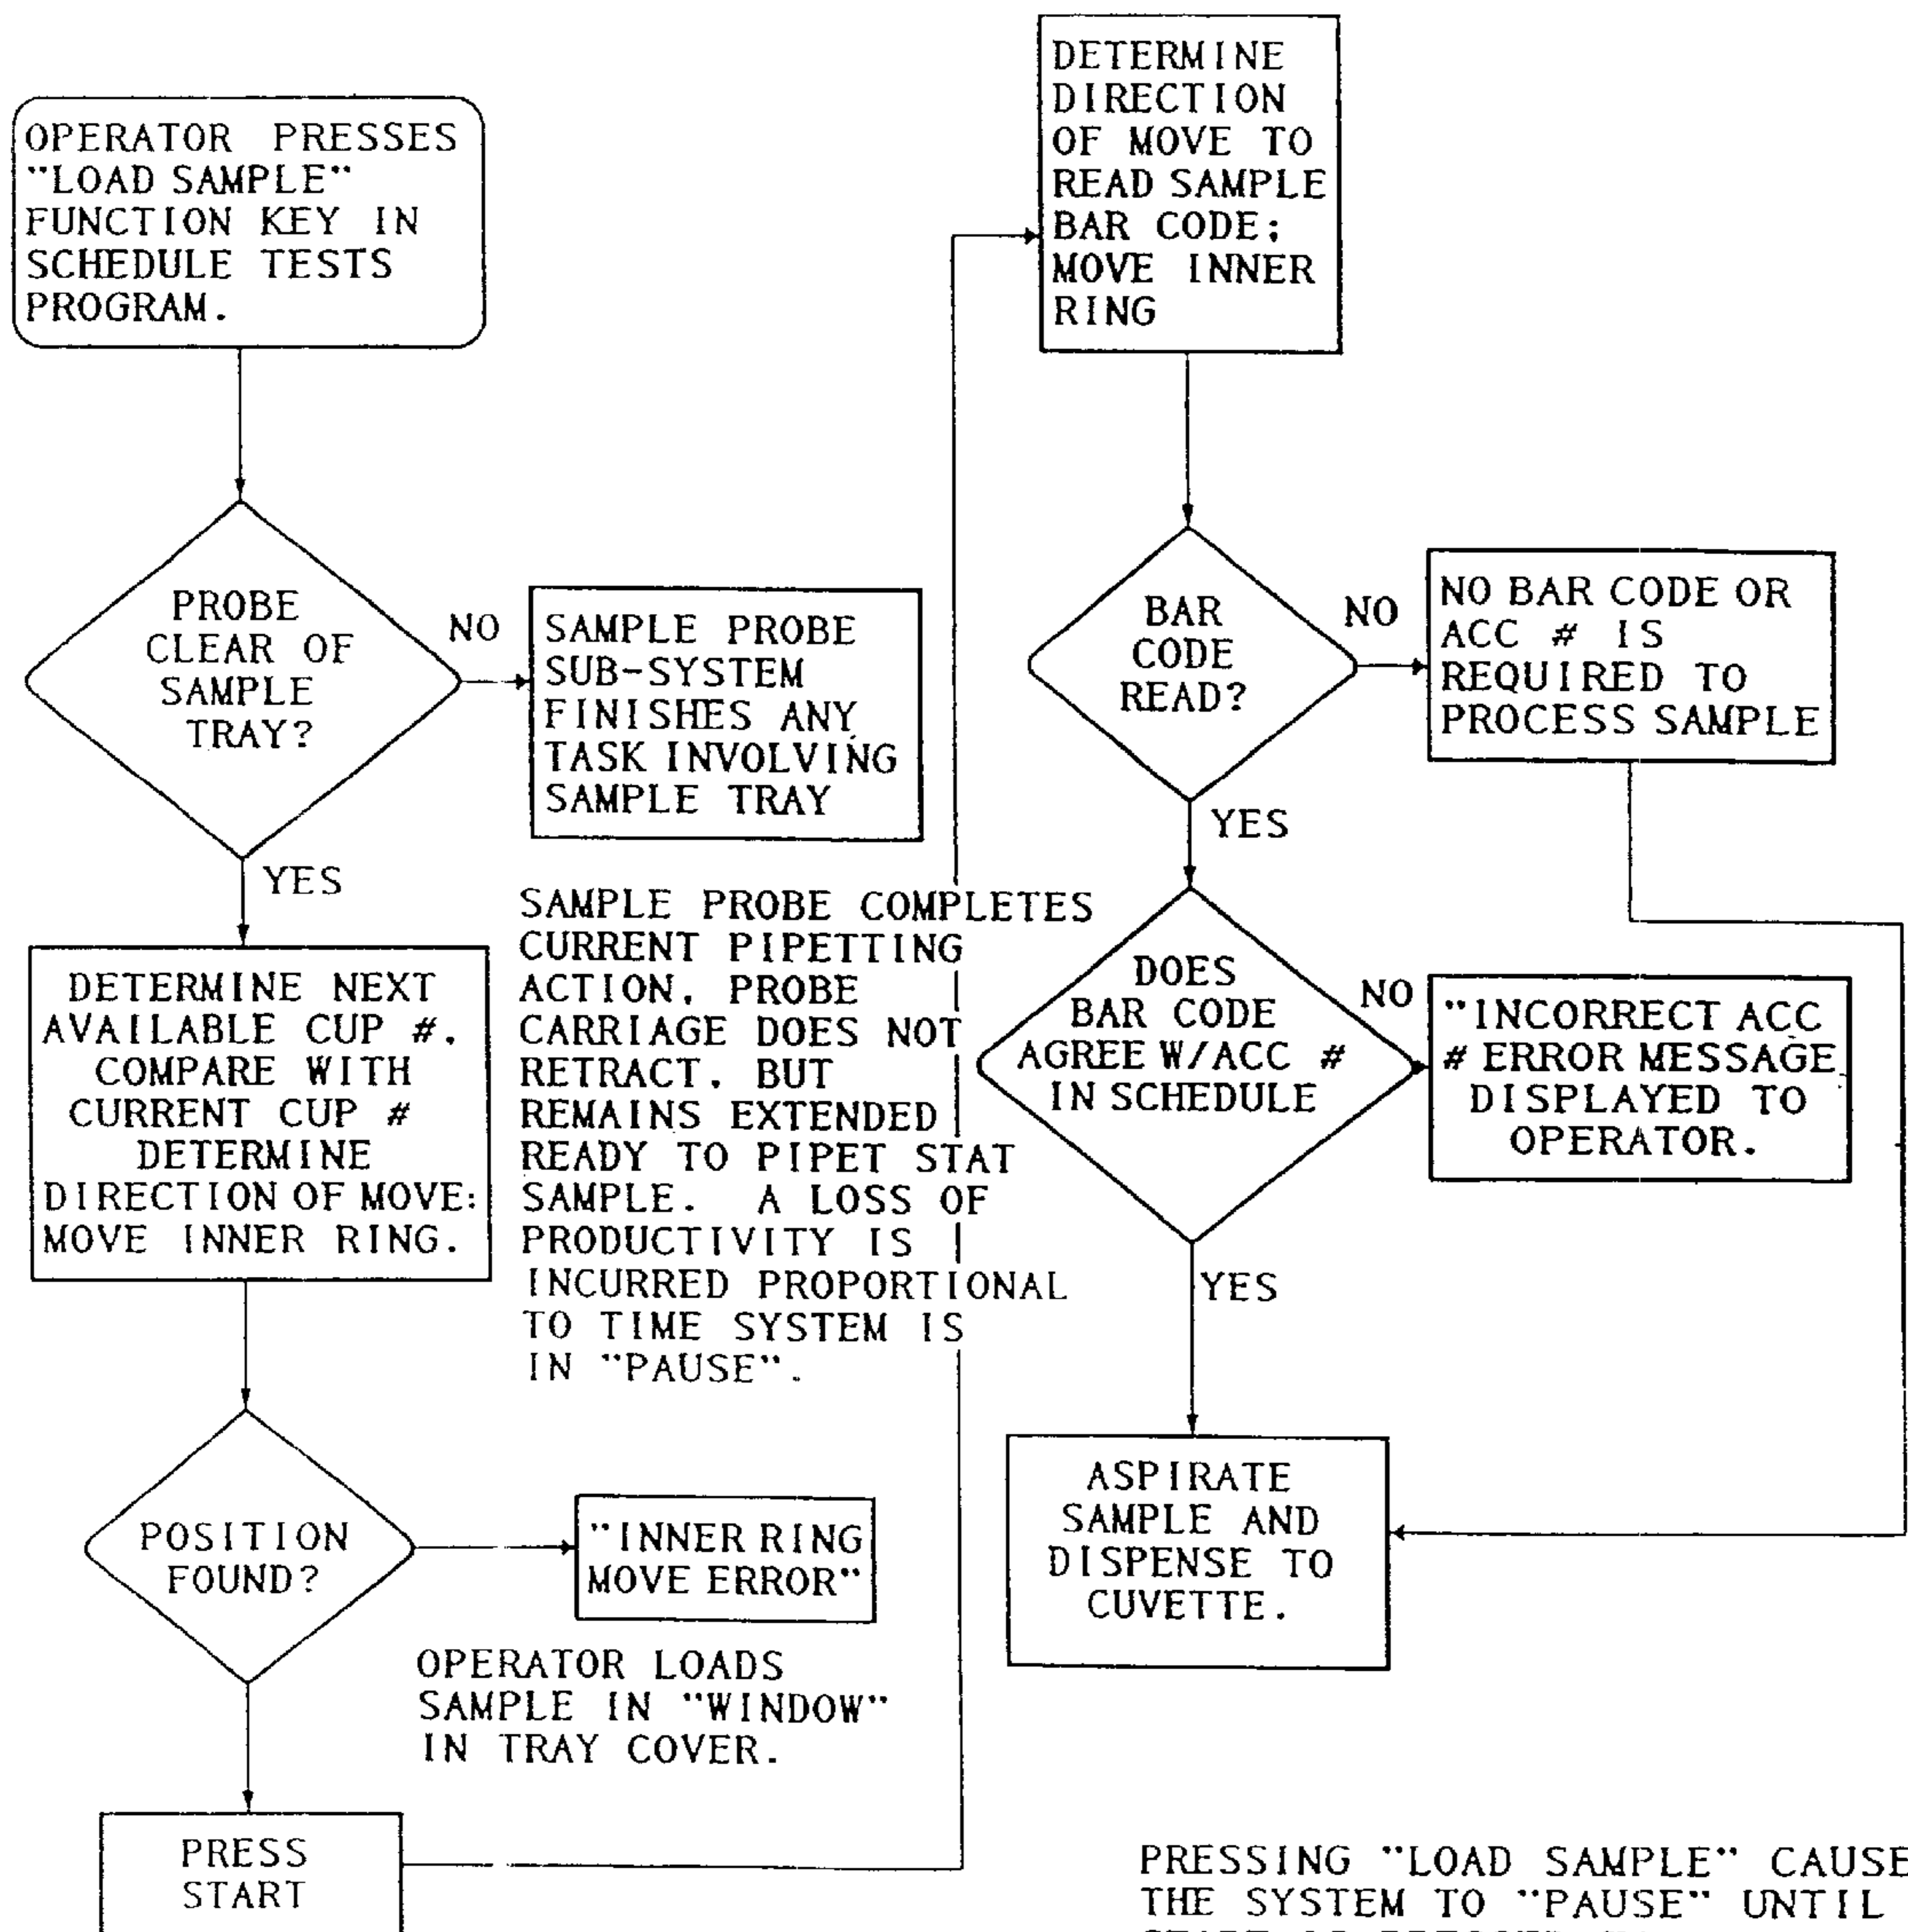 OPERATOR PRESSES
"LOAD SAMPLE"
FUNCTION KEY IN
SCHEDULE TESTS
PROGRAM.
PROBE
CLEAR OF
SAMPLE
TRAY?
NO
SAMPLE PROBE
SUB-SYSTEM
FINISHES ANY
TASK INVOLVING
SAMPLE TRAY
YES
DETERMINE NEXT
AVAILABLE CUP #.
COMPARE WITH
CURRENT CUP #
DETERMINE
DIRECTION OF MOVE:
MOVE INNER RING.
SAMPLE PROBE COMPLETES
CURRENT PIPETTING
ACTION. PROBE
CARRIAGE DOES NOT
RETRACT, BUT
REMAINS EXTENDED
READY TO PIPET STAT
SAMPLE. A LOSS OF
PRODUCTIVITY IS
INCURRED PROPORTIONAL
TO TIME SYSTEM IS
IN "PAUSE".
POSITION
FOUND?
"INNER RING
MOVE ERROR"
OPERATOR LOADS
SAMPLE IN "WINDOW"
IN TRAY COVER.
PRESS
START
DETERMINE
DIRECTION
OF MOVE TO
READ SAMPLE
BAR CODE;
MOVE INNER
RING
BAR
CODE
READ?
NO
NO BAR CODE OR
ACC # IS
REQUIRED TO
PROCESS SAMPLE
YES
DOES
BAR CODE
AGREE W/ACC #
IN SCHEDULE
NO
"INCORRECT ACC
# ERROR MESSAGE
DISPLAYED TO
OPERATOR.
YES
ASPIRATE
SAMPLE AND
DISPENSE TO
CUVETTE.
PRESSING "LOAD SAMPLE" CAUSE
THE SYSTEM TO "PAUSE" UNTIL